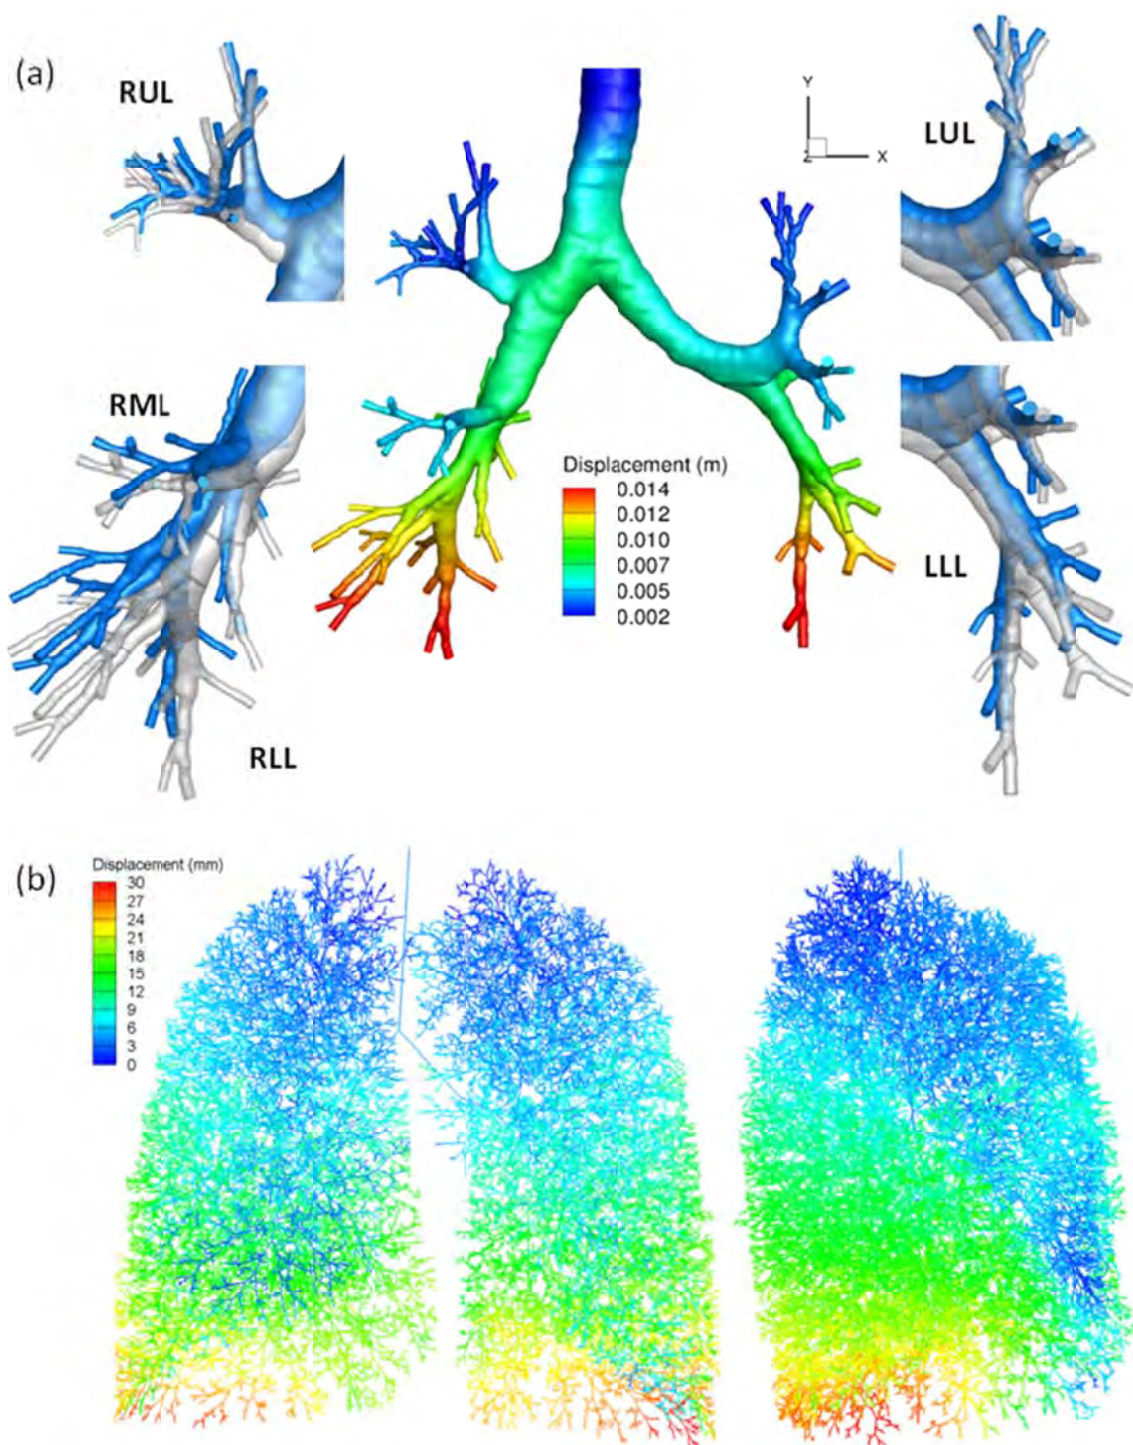 (a)
RUL
Y
Z
X
LUL
RML
Displacement (m)
0.014
0.012
0.010
0.007
0.005
0.002
LLL
RLL
(b)
Displacement (mm)
30
27
24
21
18
15
12
9
6
3
0